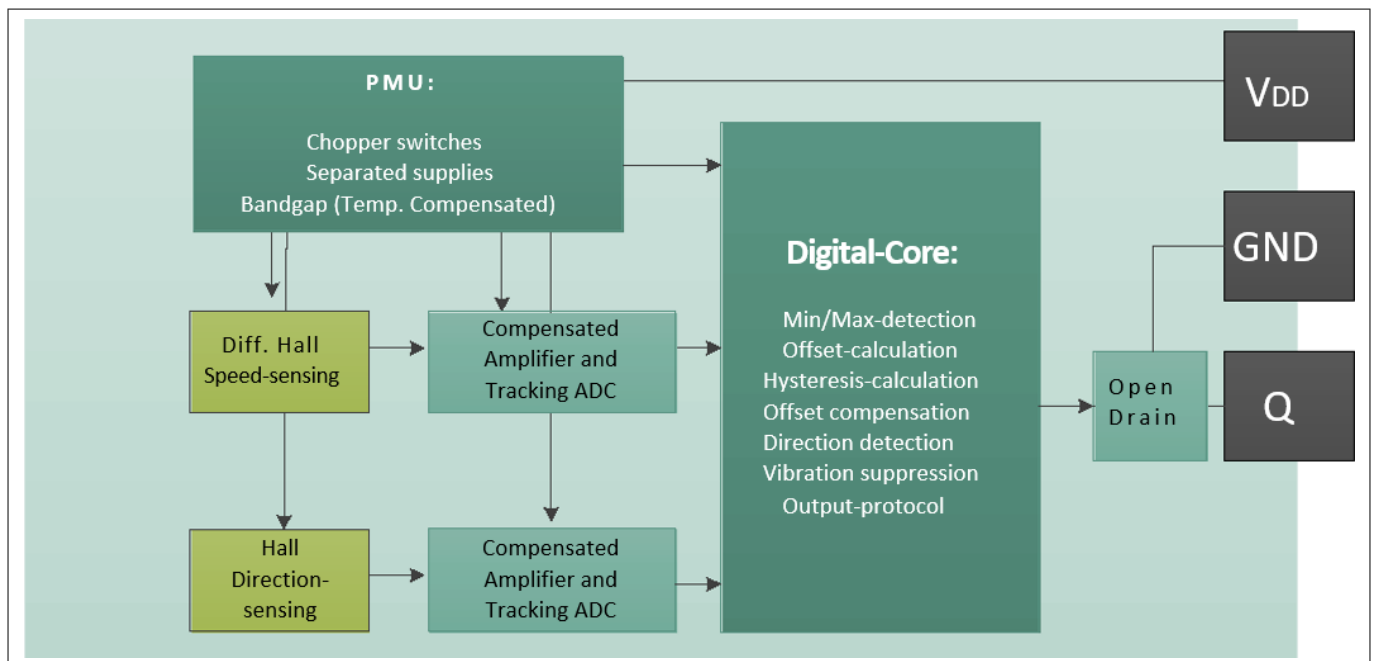 PMU:
Chopper switches
Separated supplies
Bandgap (Temp. Compensated)
VDD
GND
Q
Digital-Core:
Min/Max-detection
Offset-calculation
Hysteresis-calculation
Offset compensation
Direction detection
Vibration suppression
Output-protocol
Diff. Hall
Speed-sensing
Compensated
Amplifier and
Tracking ADC
Open
Drain
Hall
Direction-
sensing
Compensated
Amplifier and
Tracking ADC